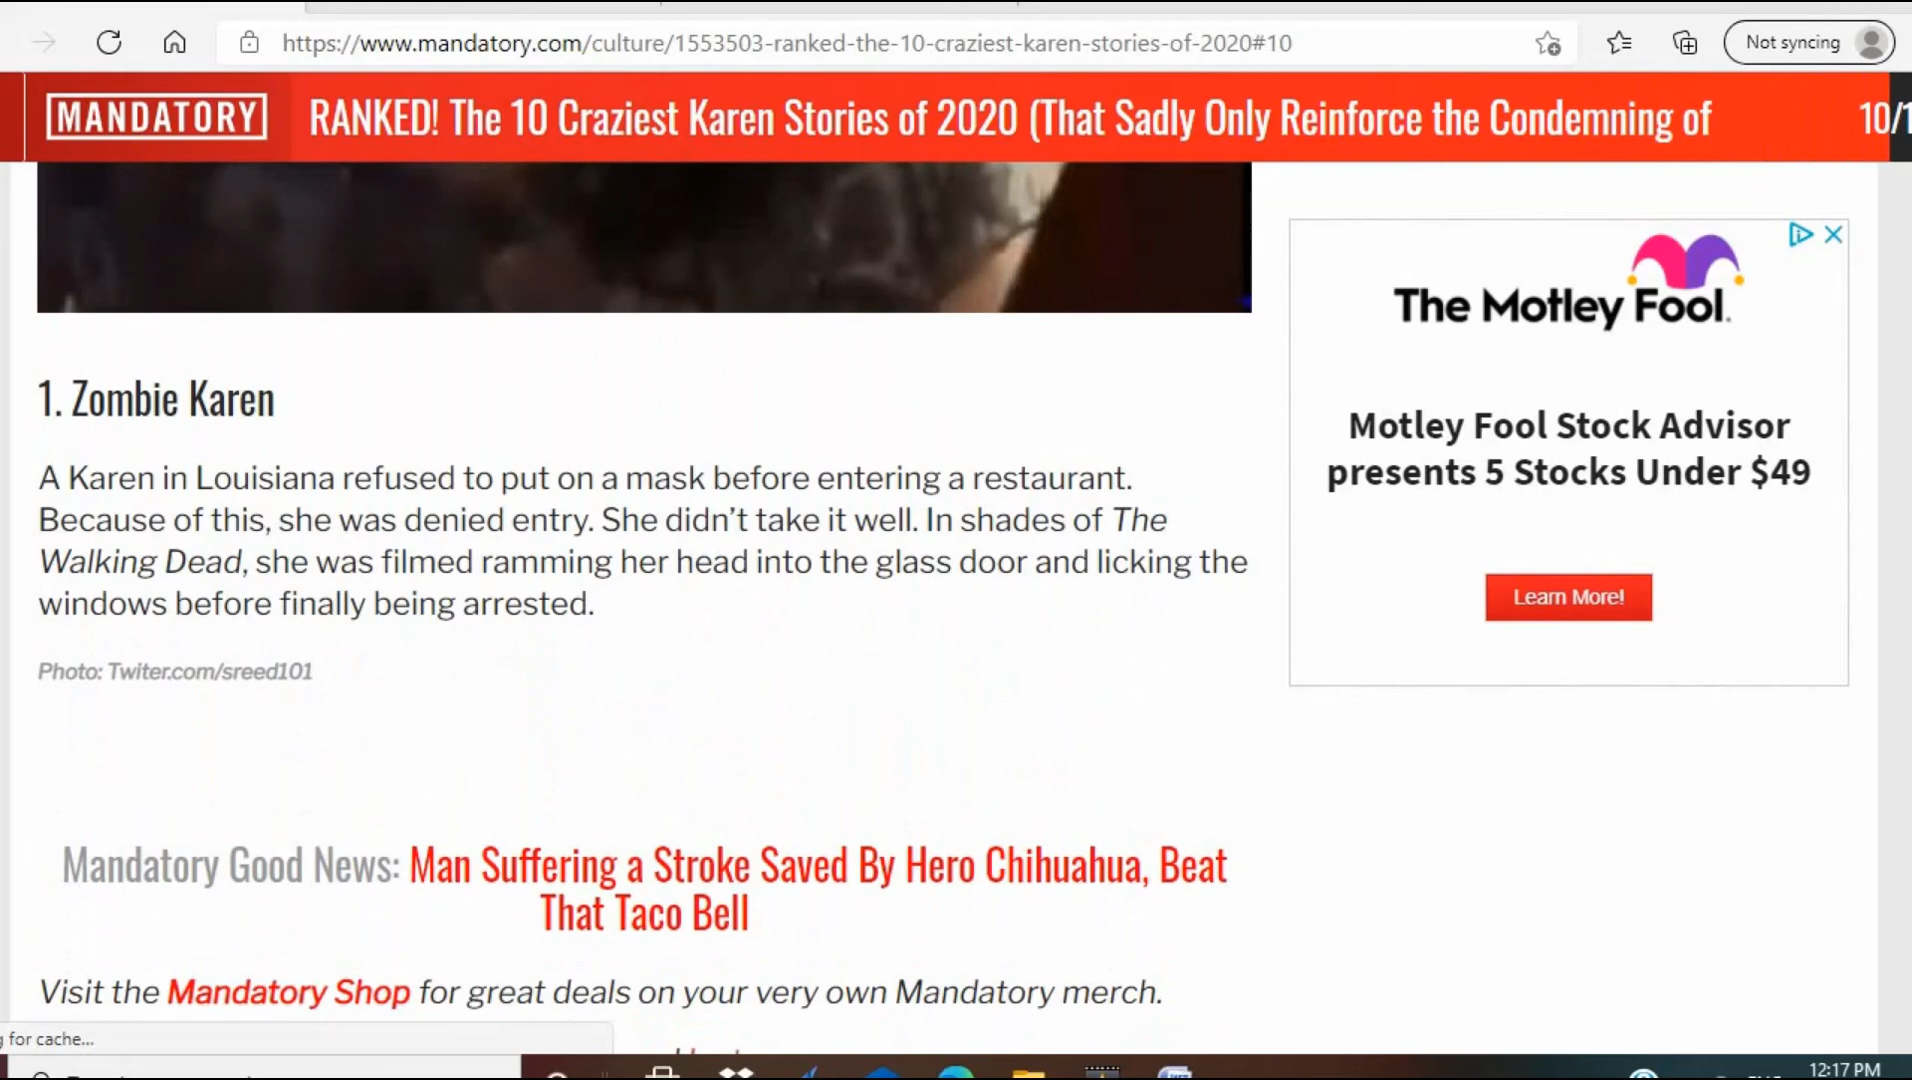 https://www.mandatory.com/culture/1553503-ranked-the-10-craziest-karen-stories-of-2020#10
Not syncing
MANDATORY
RANKED! The 10 Craziest Karen Stories of 2020 (That Sadly Only Reinforce the Condemning of
10/1
The Motley Fool.
Motley Fool Stock Advisor
presents 5 Stocks Under $49
Learn More!
1. Zombie Karen
A Karen in Louisiana refused to put on a mask before entering a restaurant.
Because of this, she was denied entry. She didn't take it well. In shades of The
Walking Dead, she was filmed ramming her head into the glass door and licking the
windows before finally being arrested.
Photo: Twiter.com/sreed101
Mandatory Good News: Man Suffering a Stroke Saved By Hero Chihuahua, Beat
That Taco Bell
Visit the Mandatory Shop for great deals on your very own Mandatory merch.
for cache...
12:17 PM